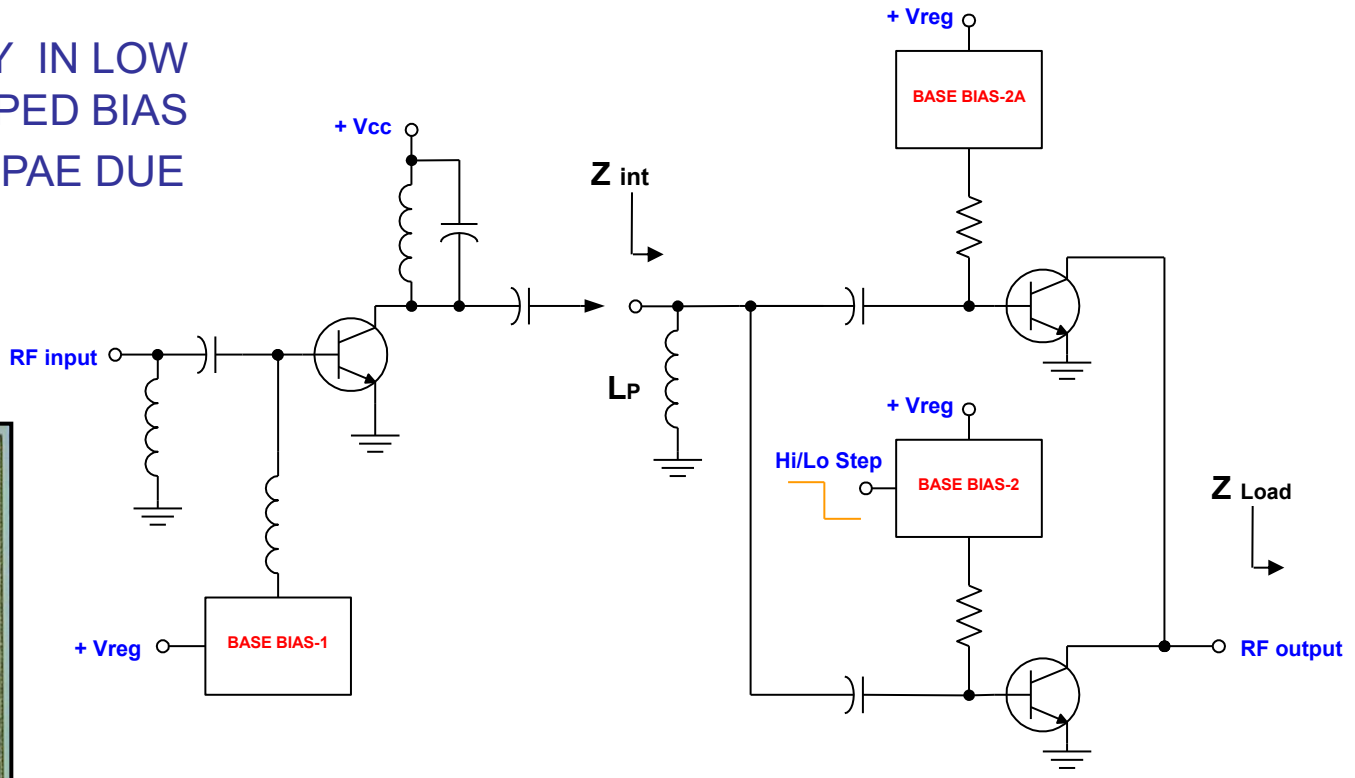 Y IN LOW
PED BIAS
PAE DUE
+ Vcc
Z int
+ Vreg
BASE BIAS-2A
RF input
LP
+ Vreg
Hi/Lo Step
BASE BIAS-2
Z Load
+ Vreg
BASE BIAS-1
RF output